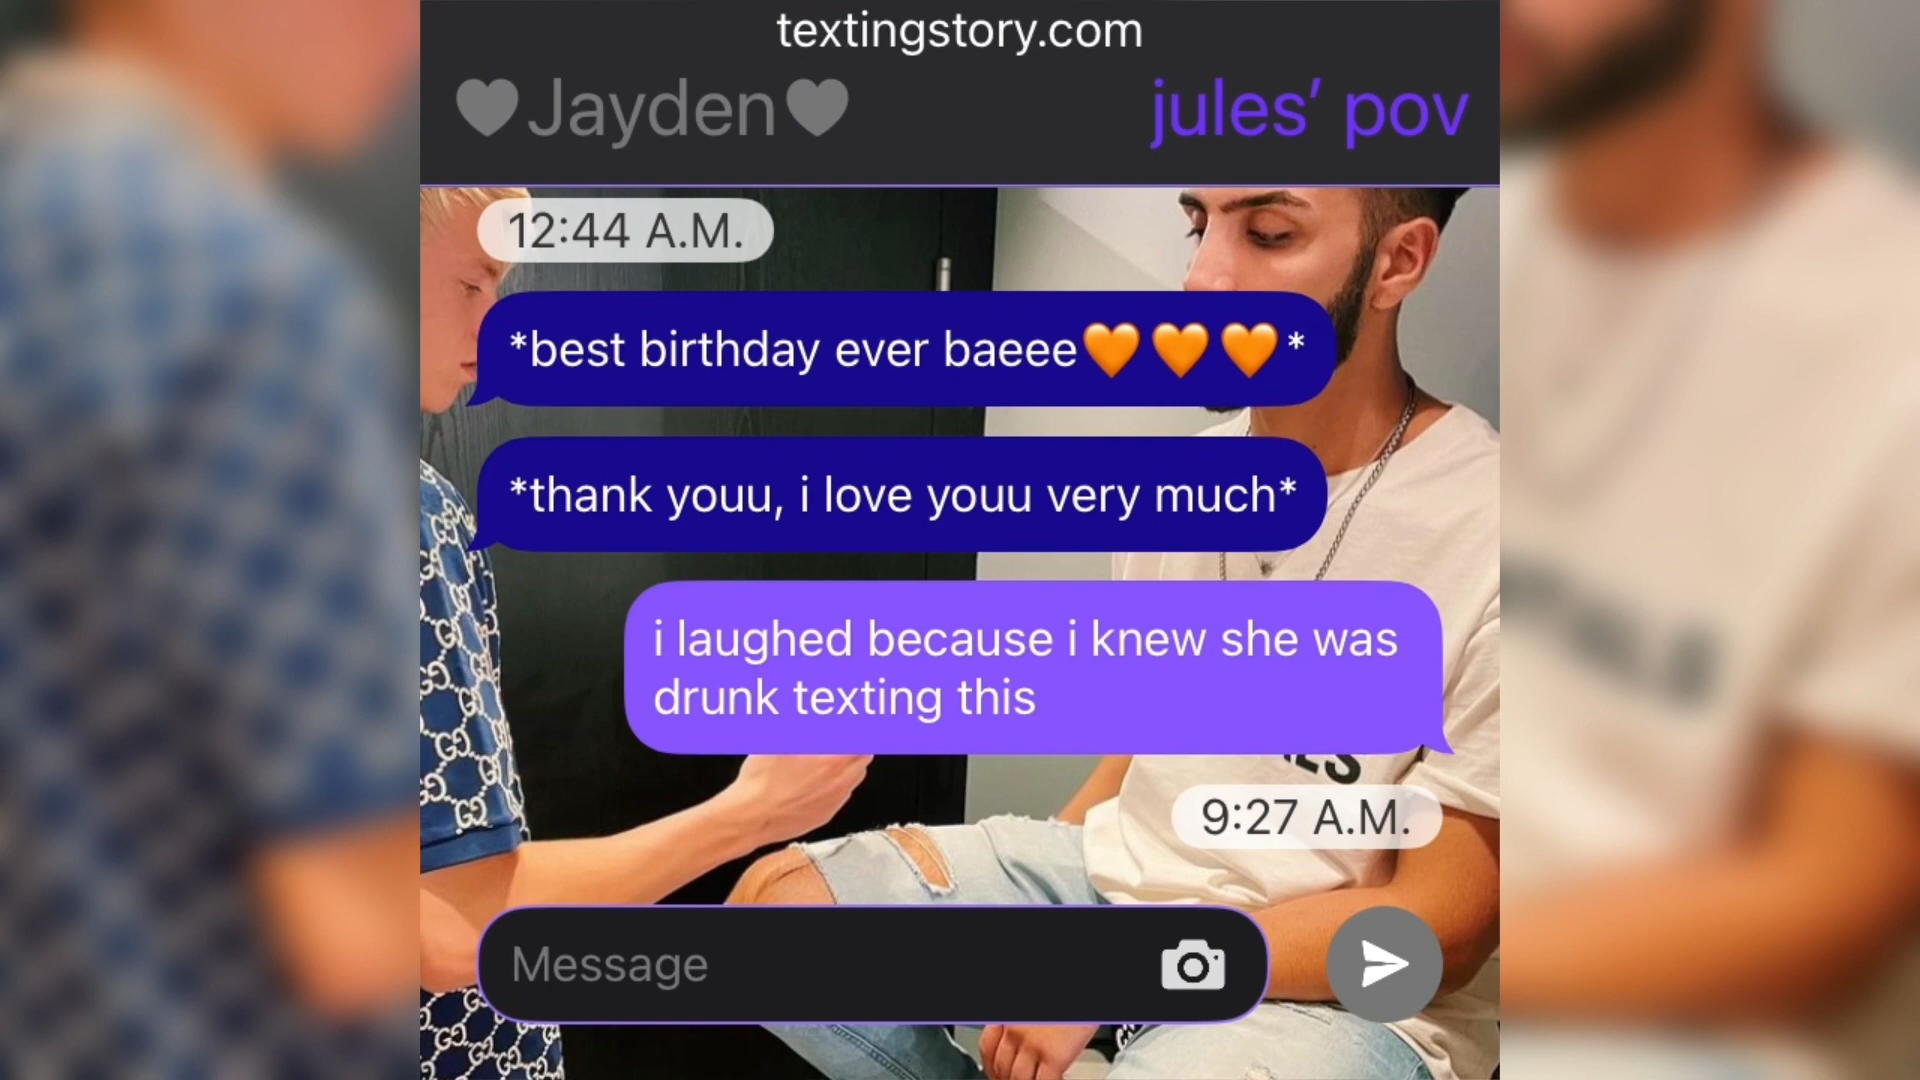 textingstory.com
🩶Jayden🩶
jules’ pov
12:44 A.M.
*best birthday ever baeee🧡🧡🧡*
*thank youu, i love youu very much*
i laughed because i knew she was
drunk texting this
9:27 A.M.
Message